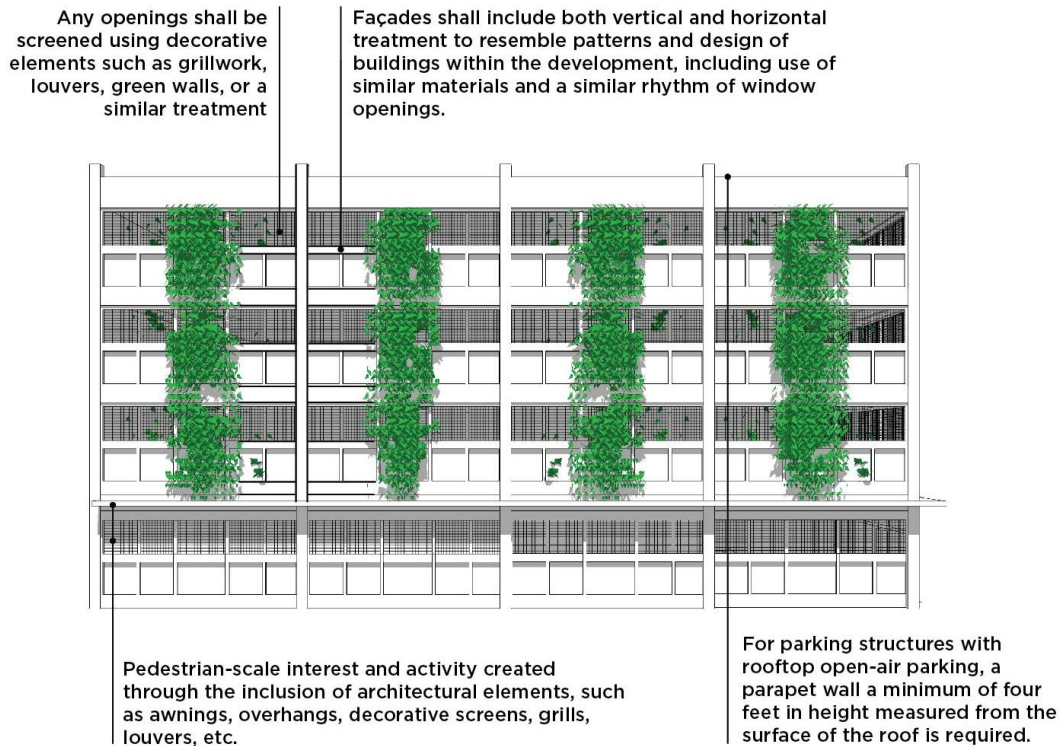 Any openings shall be
screened using decorative
elements such as grillwork,
louvers, green walls, or a
similar treatment
Façades shall include both vertical and horizontal
treatment to resemble patterns and design of
buildings within the development, including use of
similar materials and a similar rhythm of window
openings.
Pedestrian-scale interest and activity created
through the inclusion of architectural elements, such
as awnings, overhangs, decorative screens, grills,
louvers, etc.
For parking structures with
rooftop open-air parking, a
parapet wall a minimum of four
feet in height measured from the
surface of the roof is required.